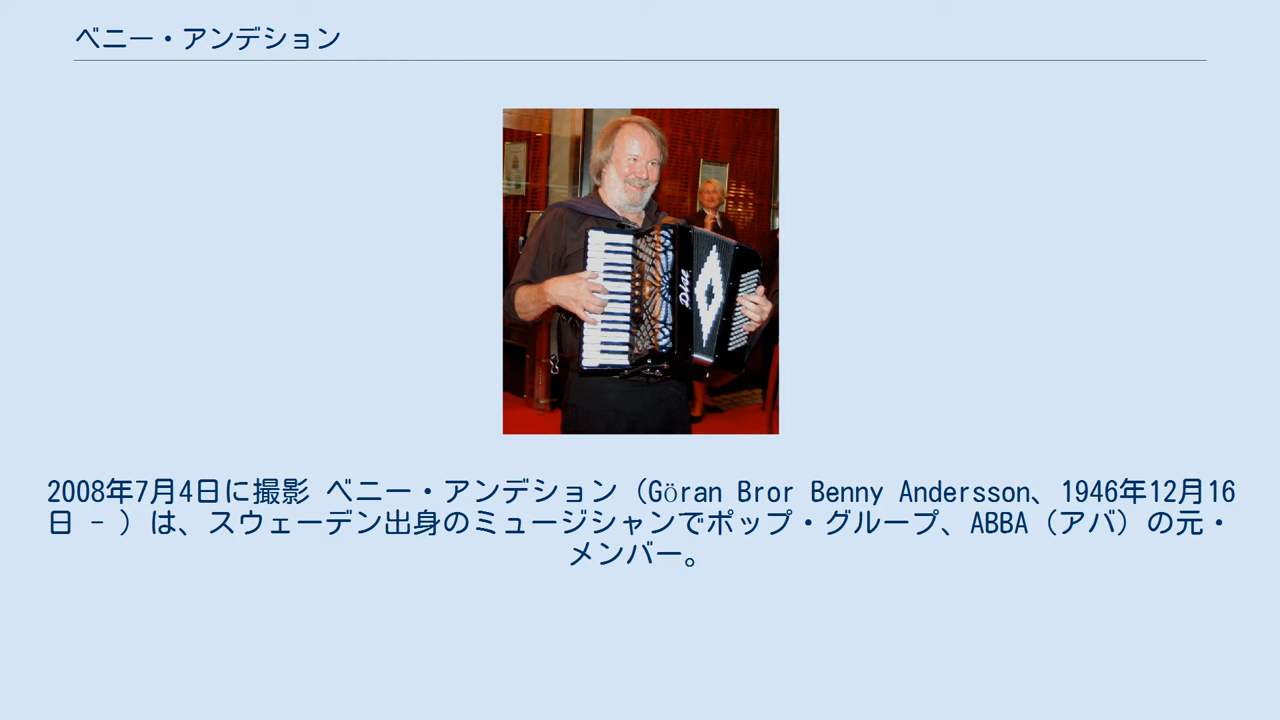 ベニー・アンデション
Dige
2008年7月4日に撮影 ベニー・アンデション（Göran Bror Benny Andersson、1946年12月16
日 - ）は、スウェーデン出身のミュージシャンでポップ・グループ、ABBA（アバ）の元・
メンバー。